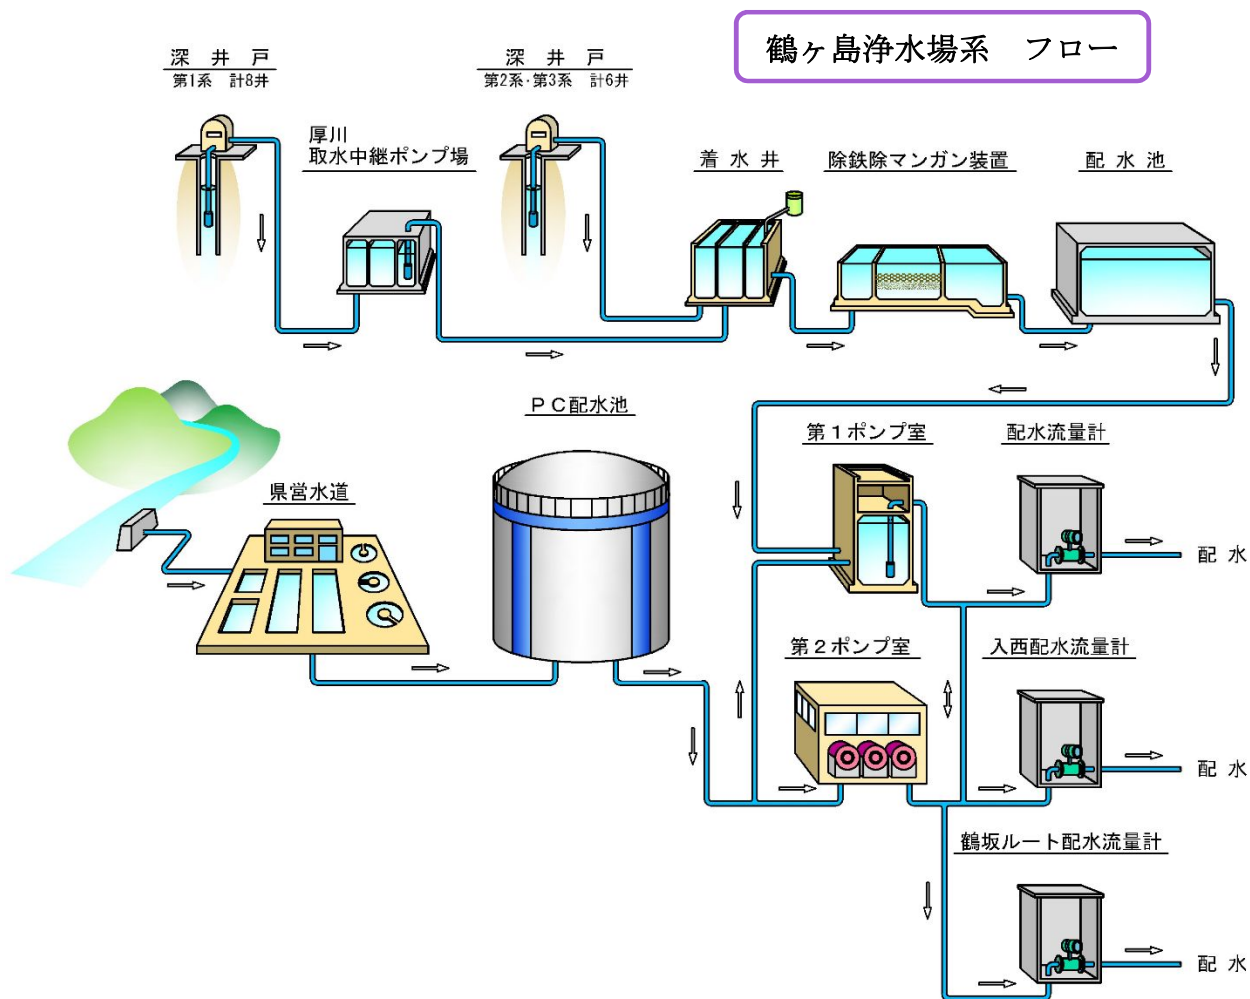 鶴ヶ島浄水場系　フロー
深　井　戸
第1系　計8井
深　井　戸
第2系・第3系　計6井
厚川
取水中継ポンプ場
着 水 井
除鉄除マンガン装置
配 水 池
ＰＣ配水池
第１ポンプ室
配水流量計
県営水道
配 水
第２ポンプ室
入西配水流量計
配 水
鶴坂ルート配水流量計
配 水